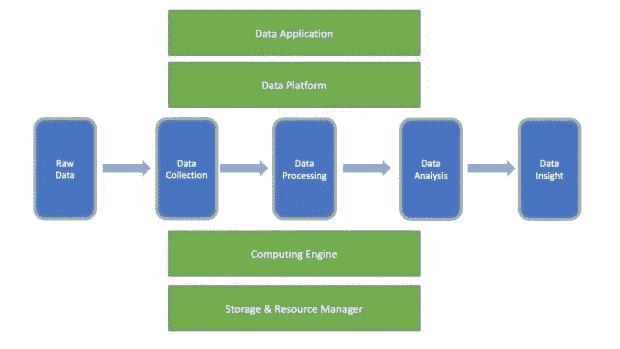 Data Application
Data Platform
Raw
Data
Data
Collection
Data
Processing
Data
Analysis
Data
Insight
Computing Engine
Storage & Resource Manager